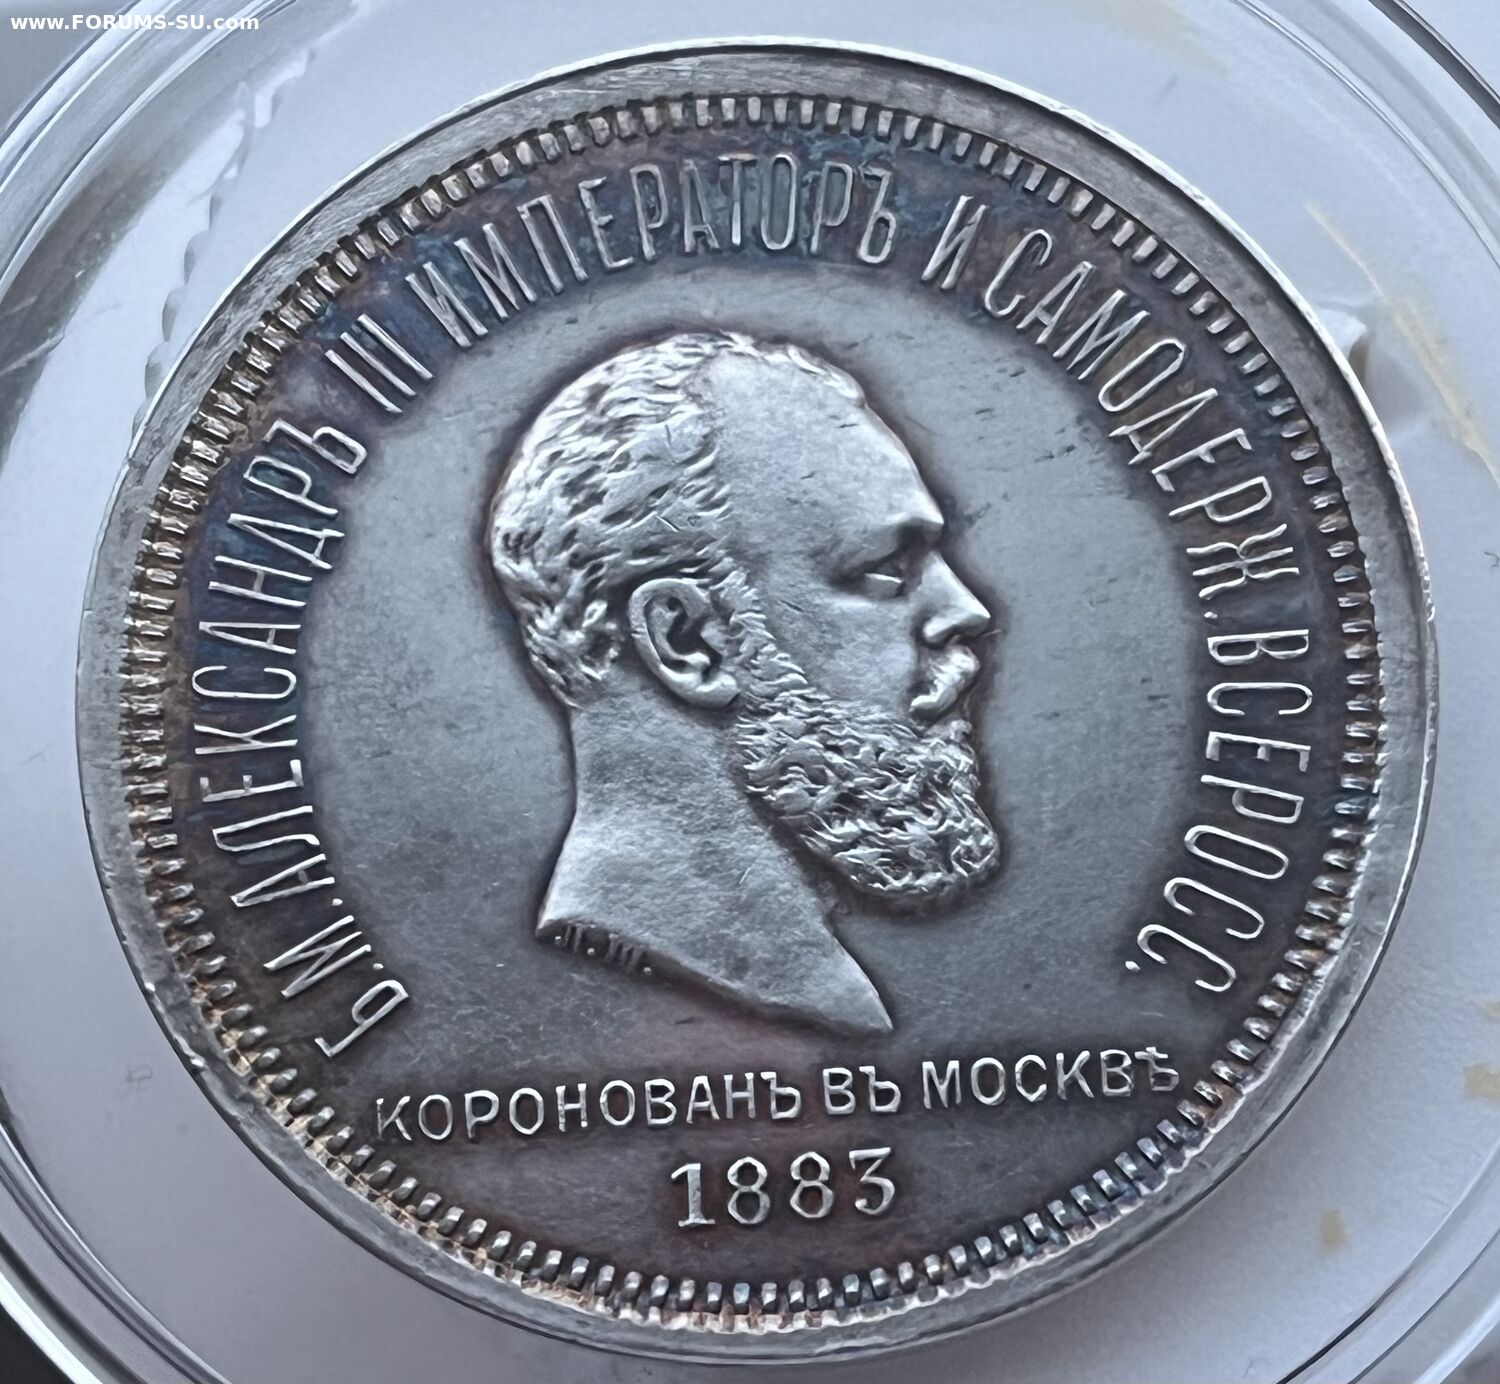 www.FORUMS-SU.com
Б. М. АЛЕКСАНДРЪ III ИМПЕРАТОРЪ И САМОДЕРЖ. ВСЕРОСС.
Л.Ш.
КОРОНОВАНЪ ВЪ МОСКВѢ
1883